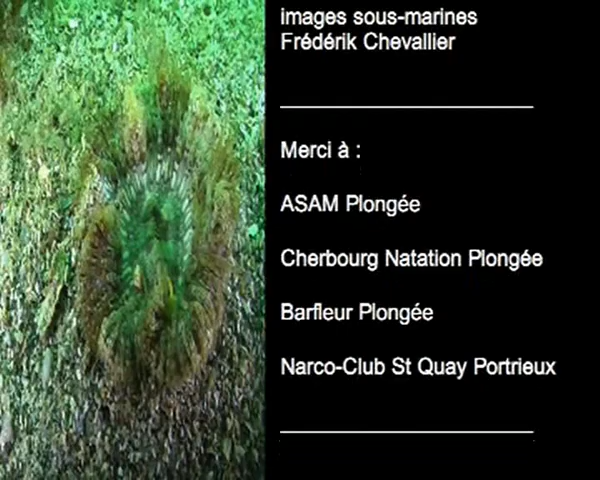 images sous-marines
Frédérik Chevallier
Merci à :
ASAM Plongée
Cherbourg Natation Plongée
Barfleur Plongée
Narco-Club St Quay Portrieux